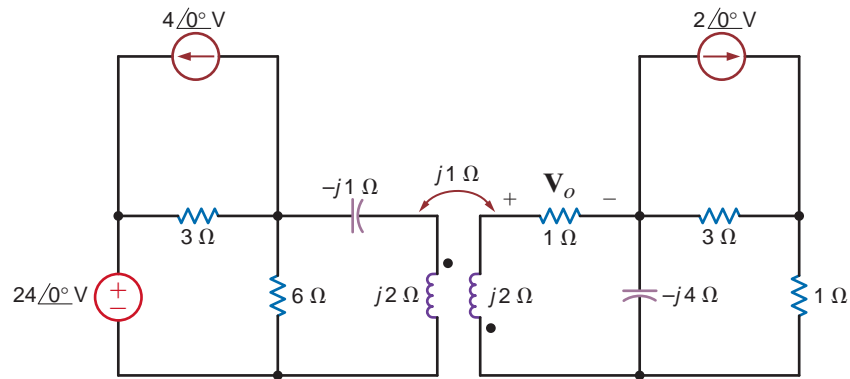 4/0° V
2/0° V
–j1 Ω
j1 Ω
+ Vo –
3 Ω
1 Ω
3 Ω
24/0° V
+
–
6 Ω
j2 Ω
j2 Ω
–j4 Ω
1 Ω